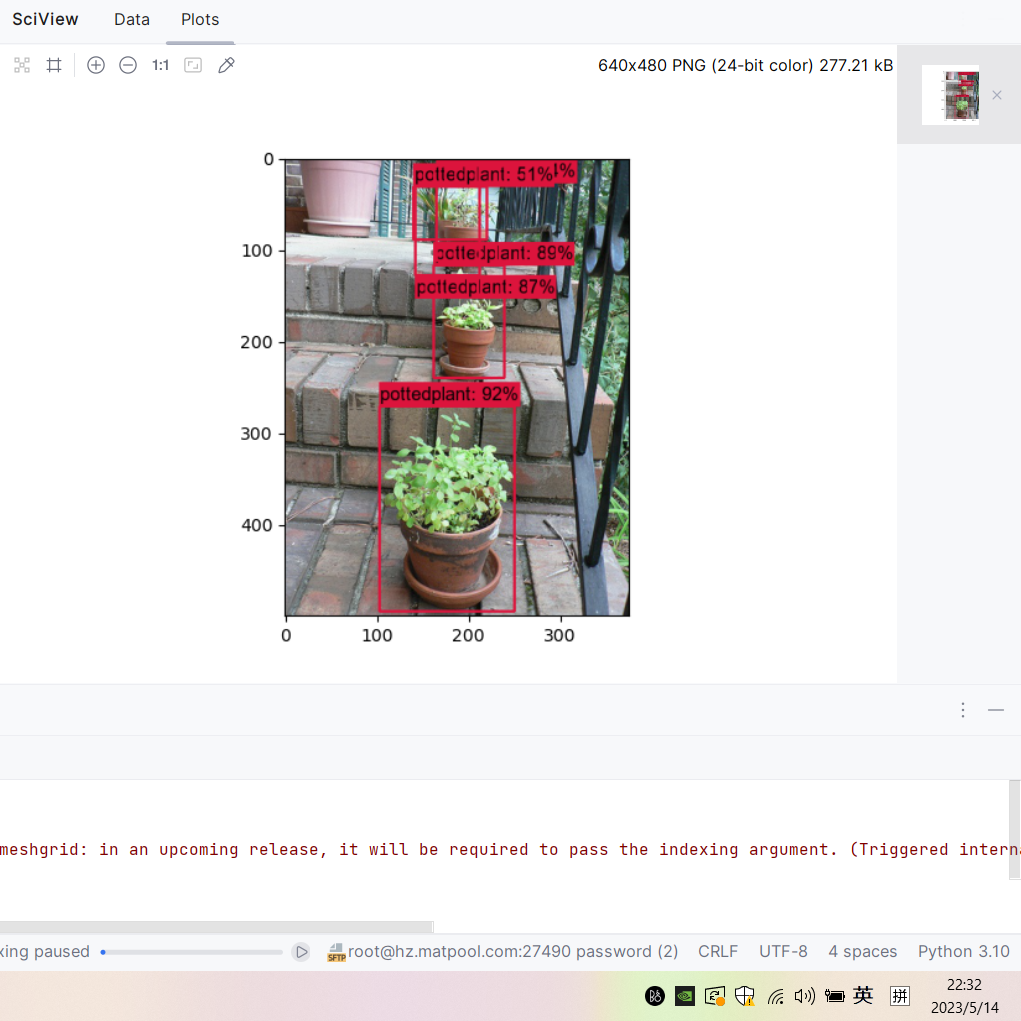 SciView Data Plots
1:1 640x480 PNG (24-bit color) 277.21 kB
0
100
200
300
400
0 100 200 300
pottedplant: 51%
pottedplant: 89%
pottedplant: 87%
pottedplant: 92%
meshgrid: in an upcoming release, it will be required to pass the indexing argument. (Triggered intern
xing paused SFTP root@hz.matpool.com:27490 password (2) CRLF UTF-8 4 spaces Python 3.10
英 拼 22:32
2023/5/14